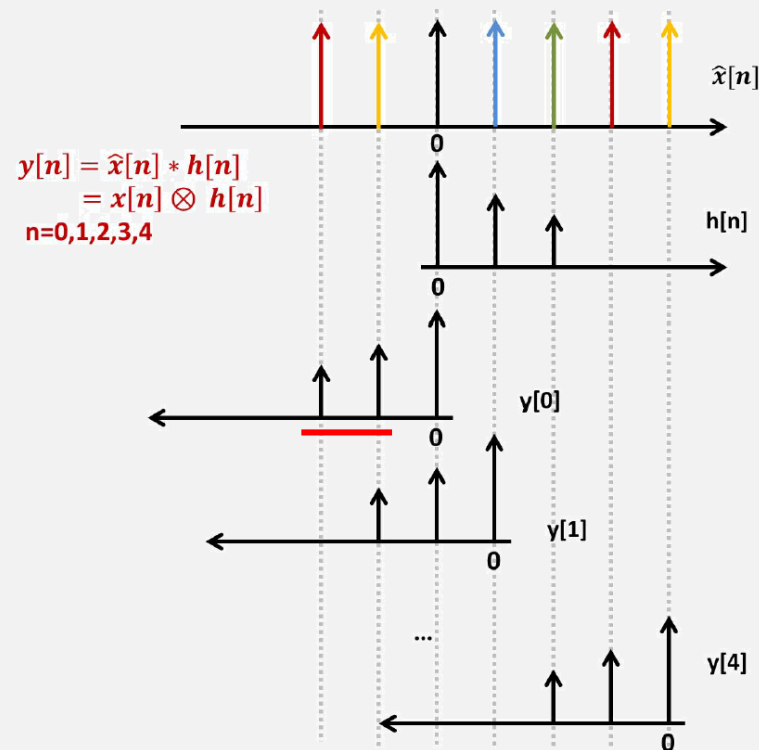 x̂[n]
0
y[n] = x̂[n] * h[n]
= x[n] ⊗ h[n]
n=0,1,2,3,4
h[n]
0
y[0]
0
y[1]
0
...
y[4]
0